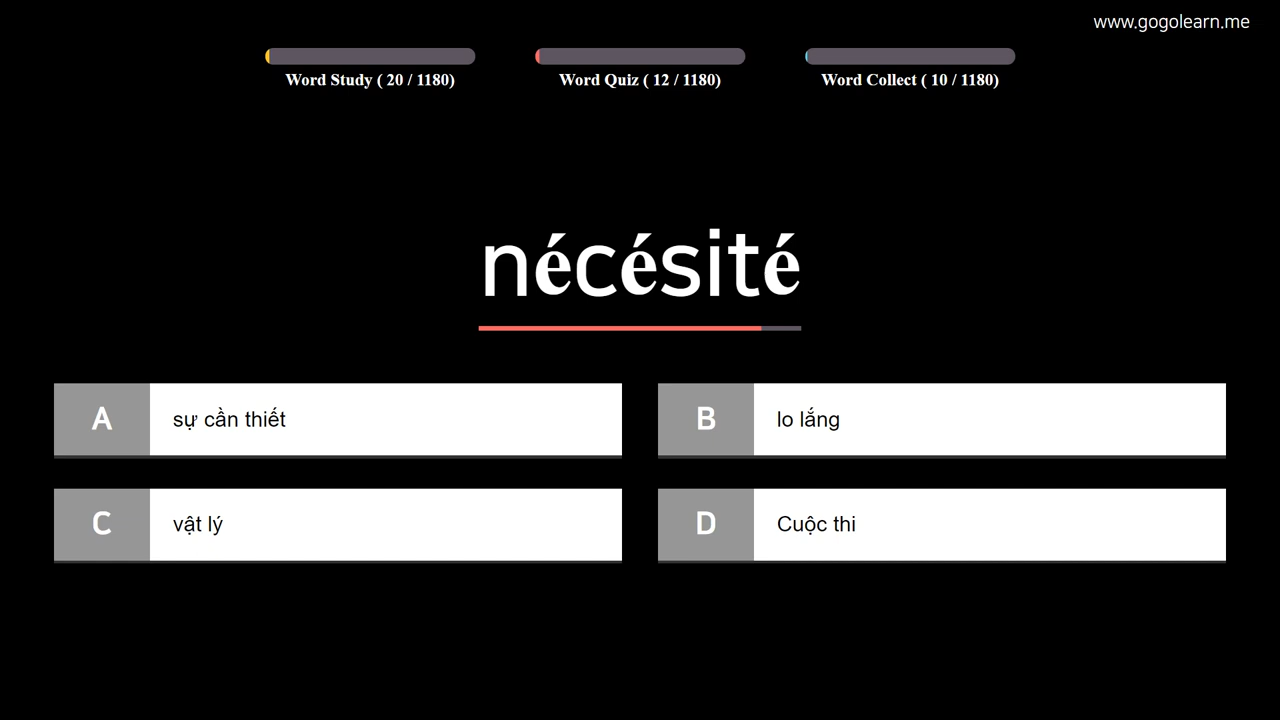 www.gogolearn.me
Word Study ( 20 / 1180)
Word Quiz ( 12 / 1180)
Word Collect ( 10 / 1180)
nécésité
A sự cần thiết
B lo lắng
C vật lý
D Cuộc thi